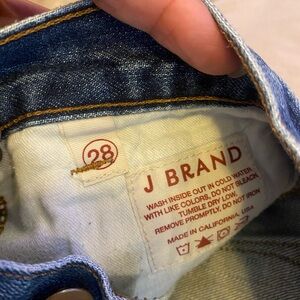 28
J BRAND
WASH INSIDE OUT IN COLD WATER
WITH LIKE COLORS, DO NOT BLEACH,
TUMBLE DRY LOW.
REMOVE PROMPTLY, DO NOT IRON
MADE IN CALIFORNIA, USA